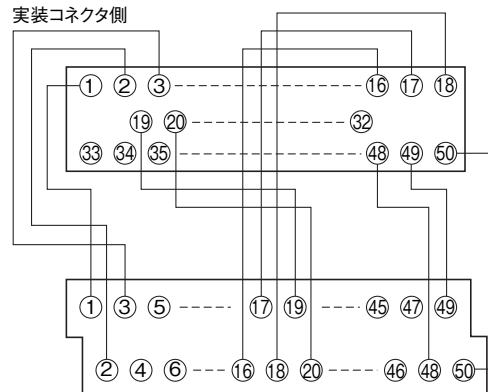 実装コネクタ側
① ② ③ ⑯ ⑰ ⑱
⑲ ⑳ ㉜
㉝ ㉞ ㉟ ㊽ ㊾ ㊿
① ③ ⑤ ⑰ ⑲ ㊺ ㊼ ㊾
② ④ ⑥ ⑯ ⑱ ⑳ ㊻ ㊽ ㊿